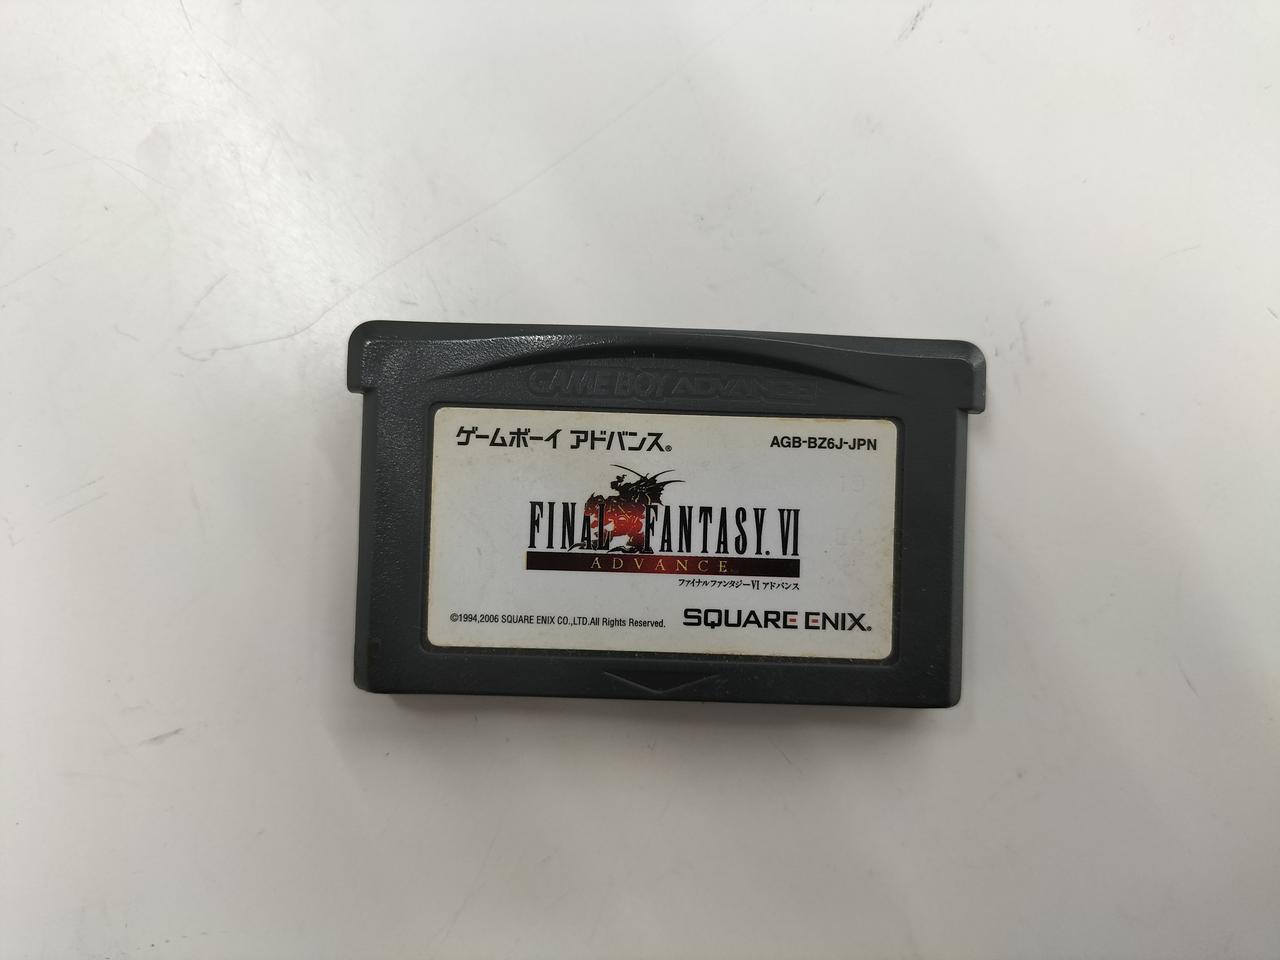 GAME BOY ADVANCE
ゲームボーイ アドバンス®
AGB-BZ6J-JPN
FINAL FANTASY. VI
ADVANCE™
ファイナルファンタジーVI アドバンス
©1994,2006 SQUARE ENIX CO.,LTD.All Rights Reserved.
SQUARE ENIX®